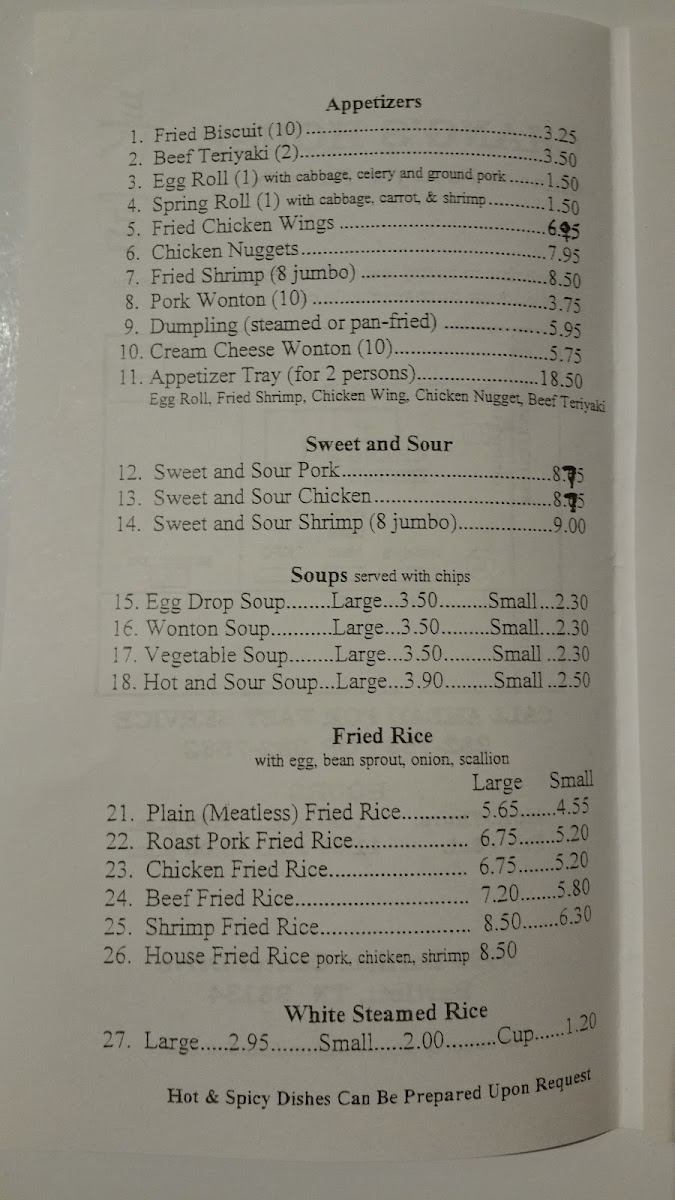 Appetizers
1. Fried Biscuit (10)..........3.25
2. Beef Teriyaki (2)..........3.50
3. Egg Roll (1) with cabbage, celery and ground pork.......1.50
4. Spring Roll (1) with cabbage, carrot, & shrimp..........1.50
5. Fried Chicken Wings..........6.95
6. Chicken Nuggets..........7.95
7. Fried Shrimp (8 jumbo)..........8.50
8. Pork Wonton (10)..........3.75
9. Dumpling (steamed or pan-fried)..........5.95
10. Cream Cheese Wonton (10)..........5.75
11. Appetizer Tray (for 2 persons)..........18.50
Egg Roll, Fried Shrimp, Chicken Wing, Chicken Nugget, Beef Teriyaki
Sweet and Sour
12. Sweet and Sour Pork..........8.75
13. Sweet and Sour Chicken..........8.75
14. Sweet and Sour Shrimp (8 jumbo)..........9.00
Soups served with chips
15. Egg Drop Soup........Large...3.50.........Small...2.30
16. Wonton Soup...........Large...3.50.........Small...2.30
17. Vegetable Soup........Large...3.50.........Small..2.30
18. Hot and Sour Soup...Large...3.90.........Small..2.50
Fried Rice
with egg, bean sprout, onion, scallion
Large Small
21. Plain (Meatless) Fried Rice............ 5.65.......4.55
22. Roast Pork Fried Rice.................... 6.75.......5.20
23. Chicken Fried Rice........................ 6.75.......5.20
24. Beef Fried Rice.............................. 7.20.......5.80
25. Shrimp Fried Rice.......................... 8.50.......6.30
26. House Fried Rice pork, chicken, shrimp 8.50
White Steamed Rice
27. Large.....2.95........Small.....2.00.........Cup......1.20
Hot & Spicy Dishes Can Be Prepared Upon Request